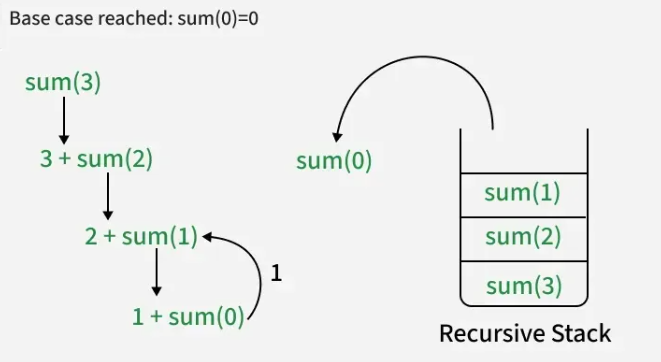 Base case reached: sum(0)=0
sum(3)
3 + sum(2)
2 + sum(1)
1
1 + sum(0)
sum(0)
sum(1)
sum(2)
sum(3)
Recursive Stack